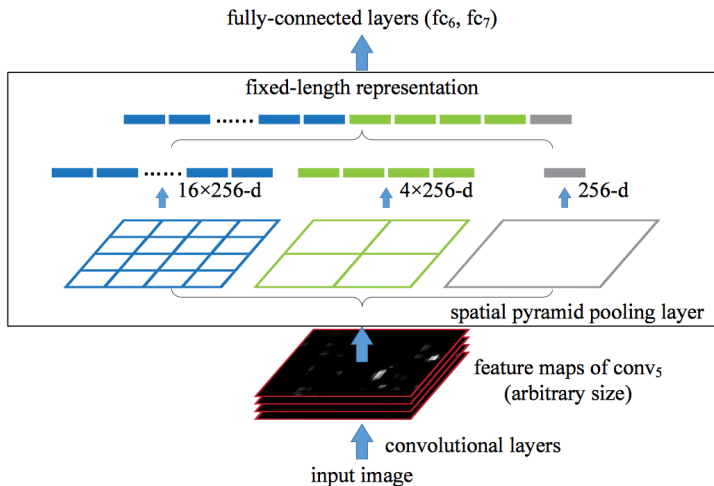 fully-connected layers (fc₆, fc₇)
fixed-length representation
......
......
16×256-d
4×256-d
256-d
spatial pyramid pooling layer
feature maps of conv₅
(arbitrary size)
convolutional layers
input image